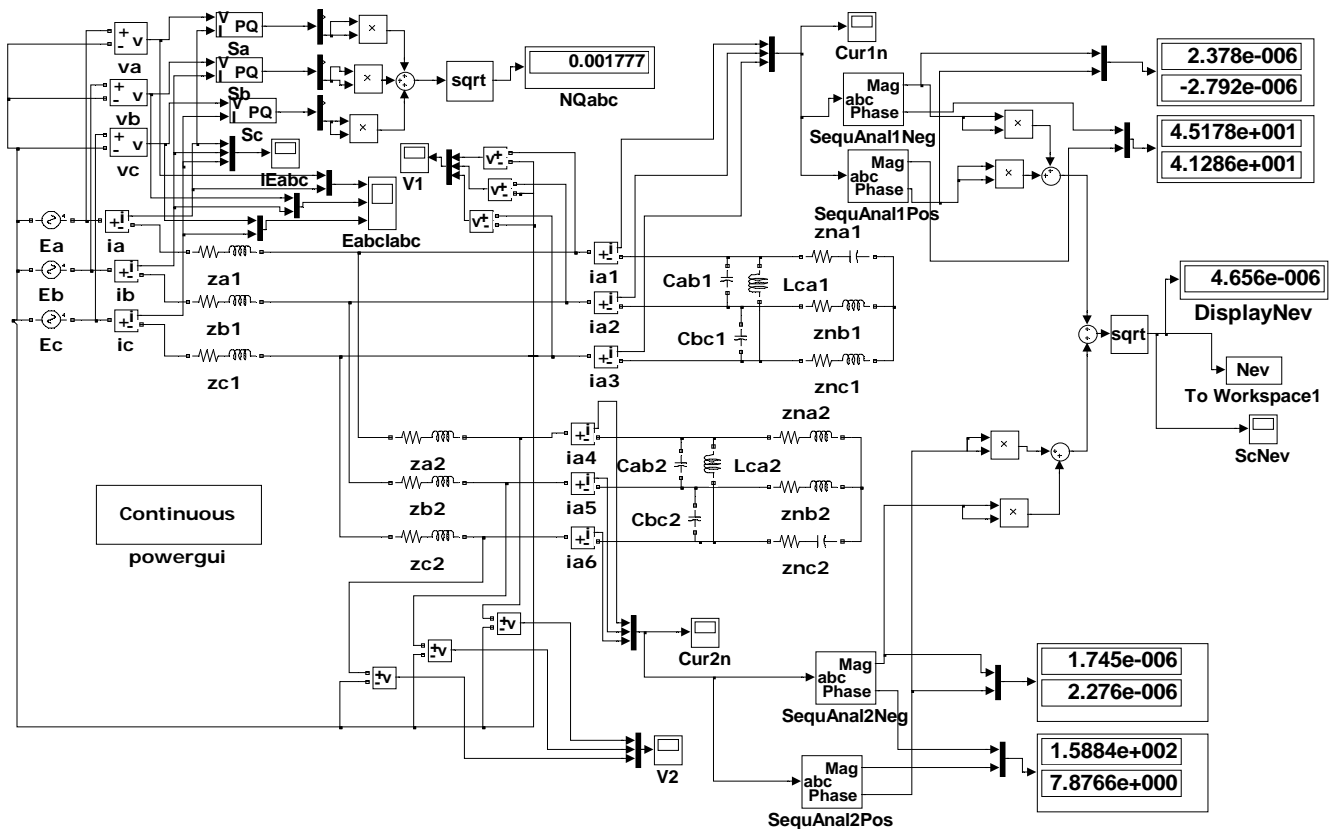 +
-
v
va
V
I
PQ
Sa
×
+
-
v
vb
V
I
PQ
Sb
×
+
-
v
vc
V
I
PQ
Sc
×
sqrt
0.001777
NQabc
IEabc
V1
v
v
v
EabcIabc
Cur1n
Mag
abc
Phase
SequAnal1Neg
Mag
abc
Phase
SequAnal1Pos
×
×
2.378e-006
-2.792e-006
4.5178e+001
4.1286e+001
Ea
i
ia
za1
Eb
i
ib
zb1
Ec
i
ic
zc1
i
ia1
i
ia2
i
ia3
Cab1
Lca1
Cbc1
zna1
znb1
znc1
sqrt
4.656e-006
DisplayNev
Nev
To Workspace1
ScNev
za2
zb2
zc2
i
ia4
i
ia5
i
ia6
Cab2
Lca2
Cbc2
zna2
znb2
znc2
×
×
Continuous
powergui
v
v
v
V2
Cur2n
Mag
abc
Phase
SequAnal2Neg
Mag
abc
Phase
SequAnal2Pos
1.745e-006
2.276e-006
1.5884e+002
7.8766e+000